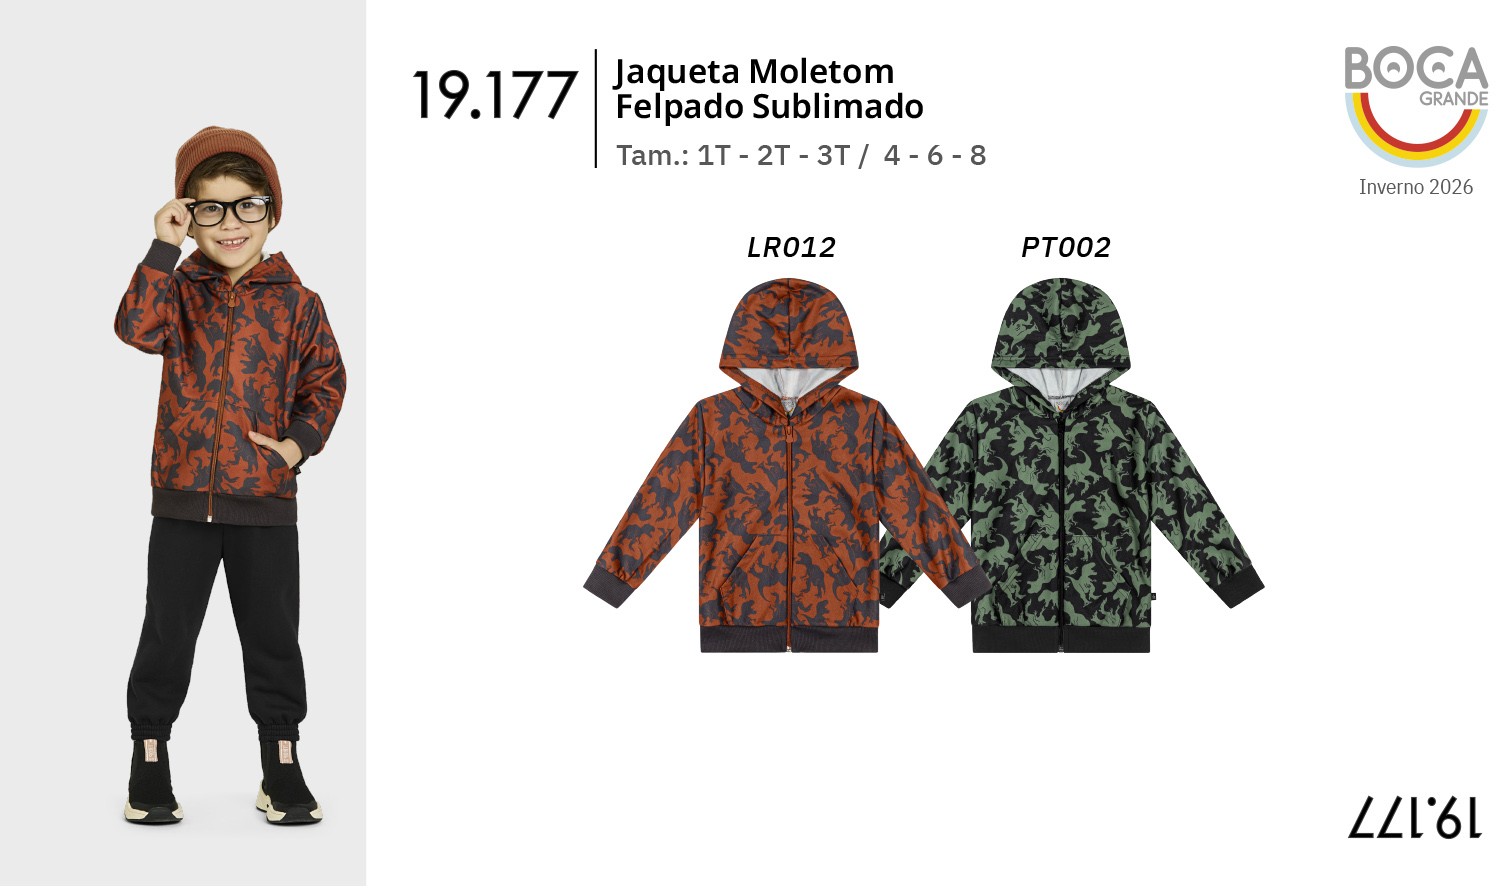 19.177
Jaqueta Moletom
Felpado Sublimado
Tam.: 1T - 2T - 3T / 4 - 6 - 8
BOCA
GRANDE
Inverno 2026
LR012
PT002
19.177